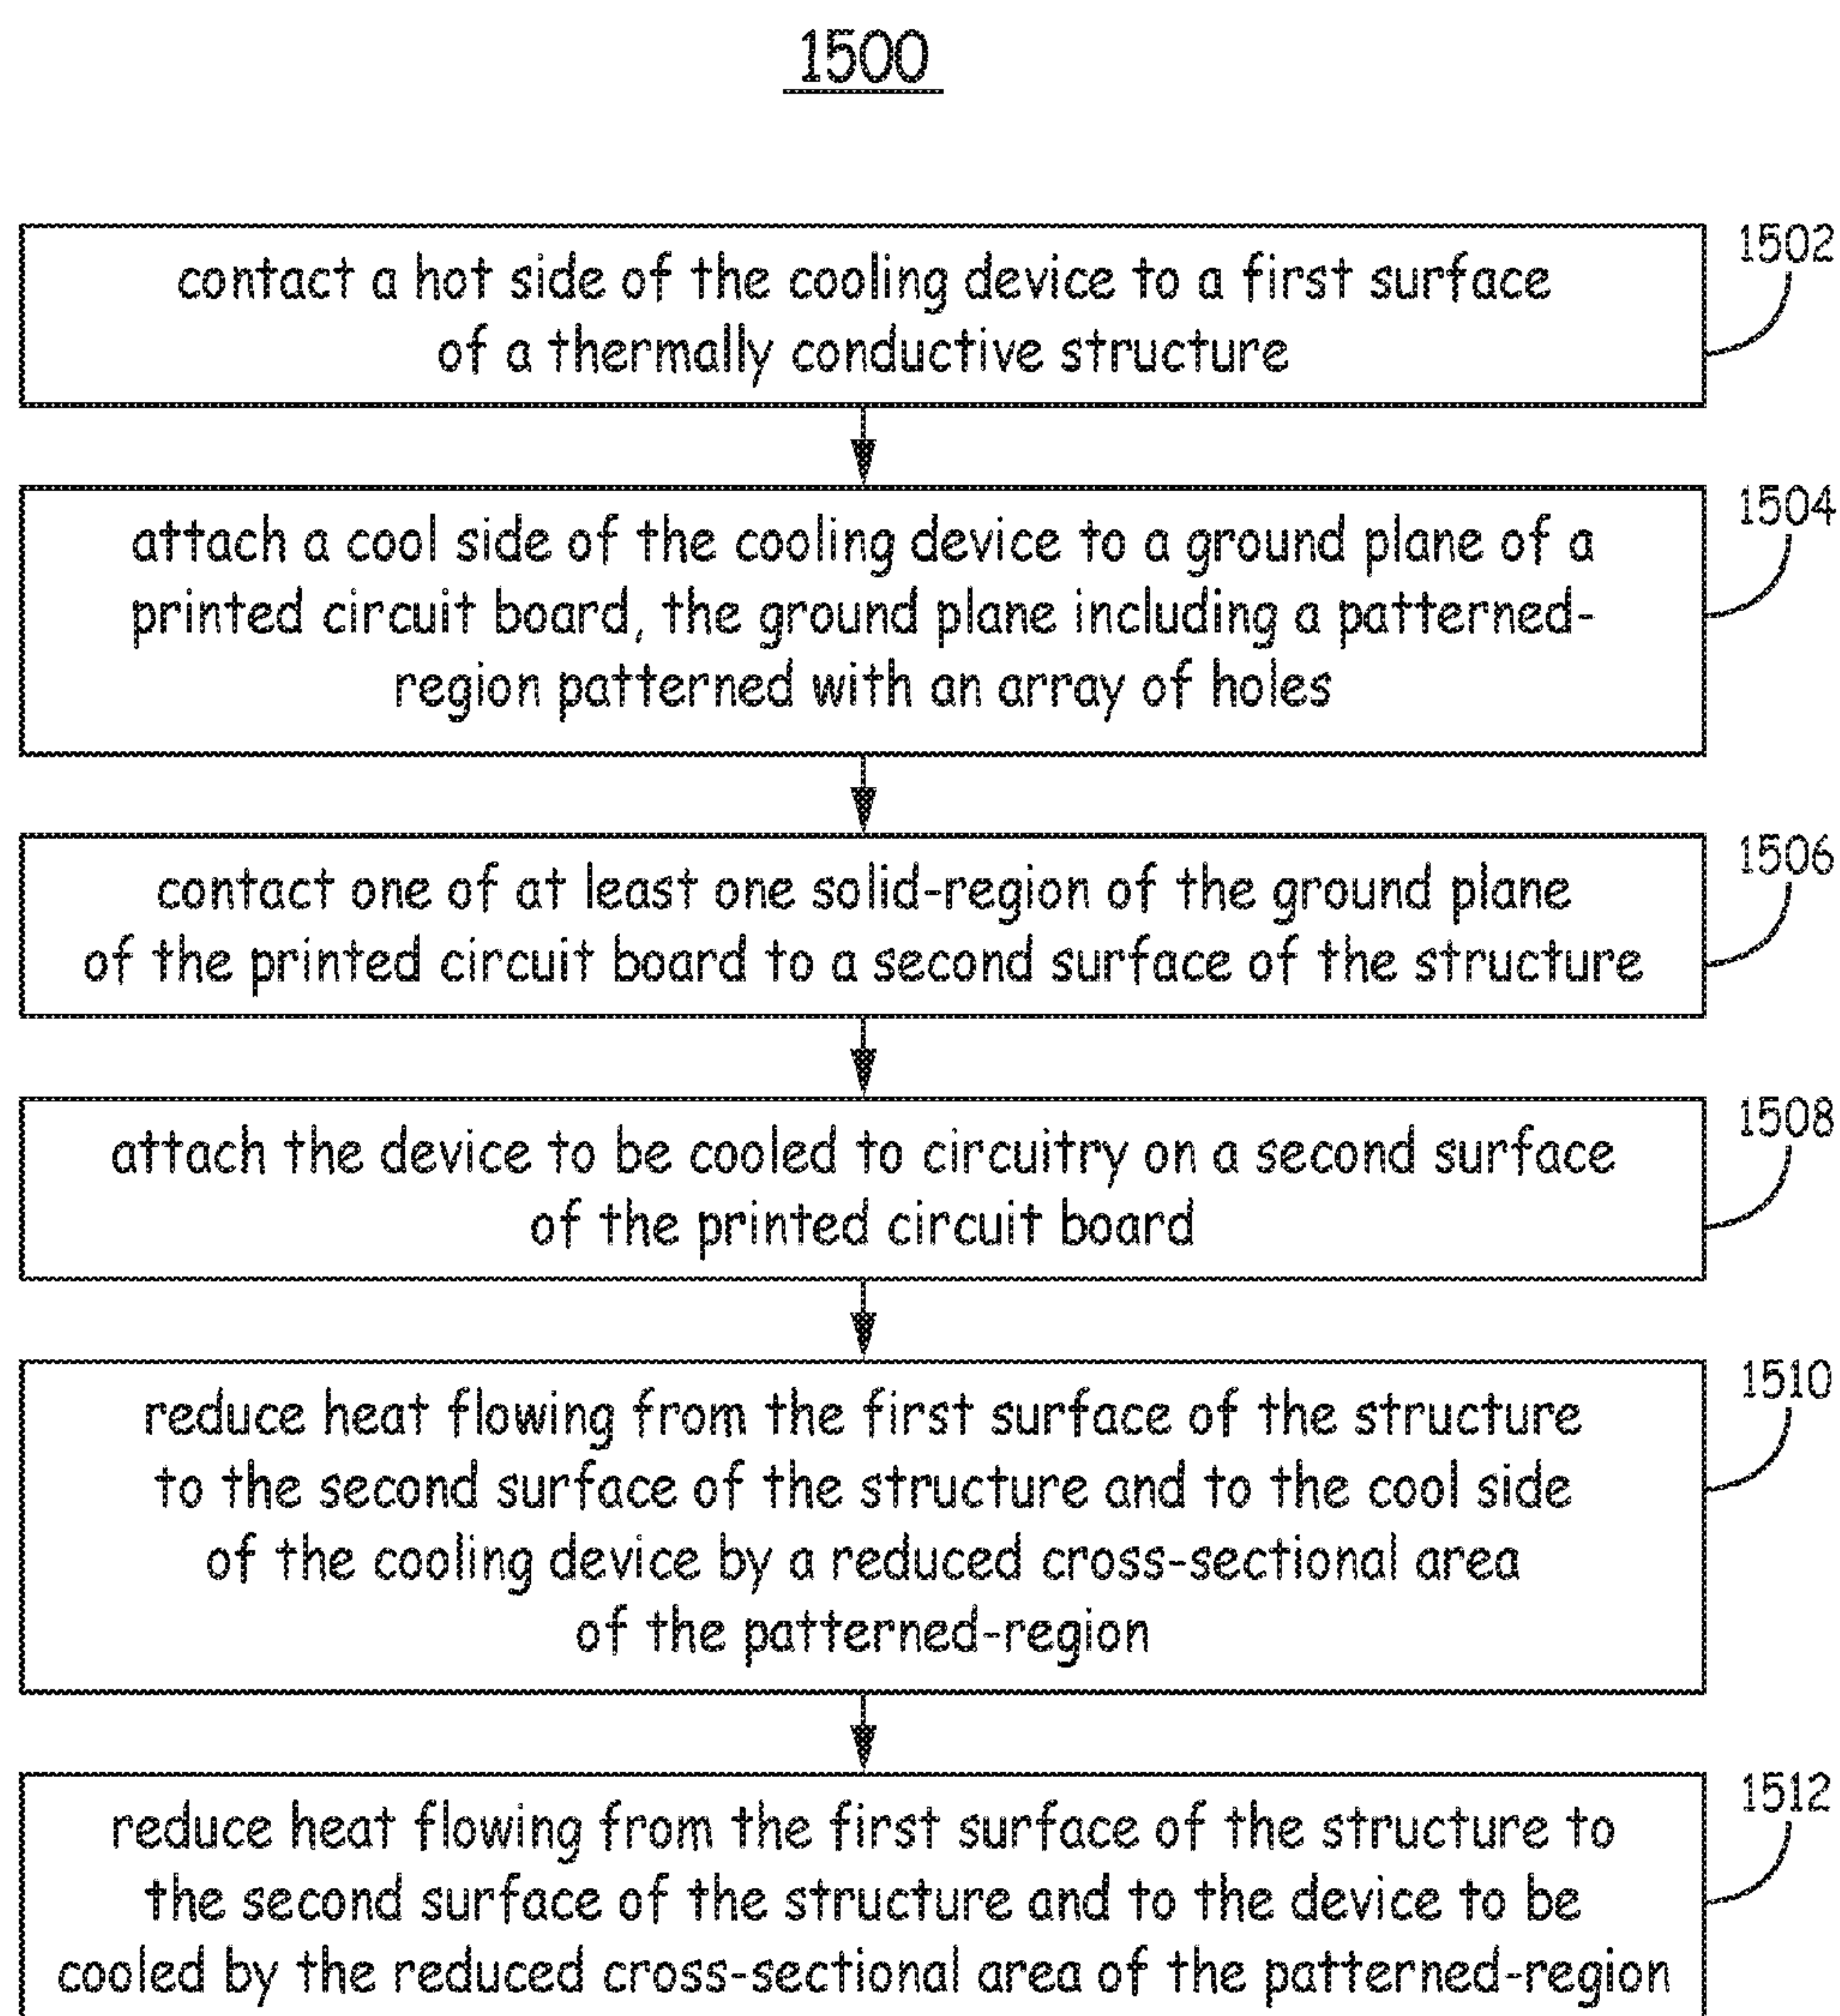 1500
1502
contact a hot side of the cooling device to a first surface
of a thermally conductive structure
1504
attach a cool side of the cooling device to a ground plane of a
printed circuit board, the ground plane including a patterned-
region patterned with an array of holes
1506
contact one of at least one solid-region of the ground plane
of the printed circuit board to a second surface of the structure
1508
attach the device to be cooled to circuitry on a second surface
of the printed circuit board
1510
reduce heat flowing from the first surface of the structure
to the second surface of the structure and to the cool side
of the cooling device by a reduced cross-sectional area
of the patterned-region
1512
reduce heat flowing from the first surface of the structure to
the second surface of the structure and to the device to be
cooled by the reduced cross-sectional area of the patterned-region